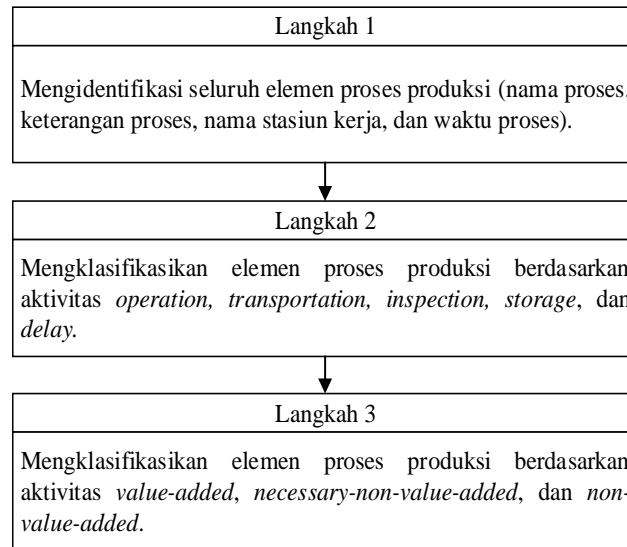 Langkah 1
Mengidentifikasi seluruh elemen proses produksi (nama proses,
keterangan proses, nama stasiun kerja, dan waktu proses).
Langkah 2
Mengklasifikasikan elemen proses produksi berdasarkan
aktivitas operation, transportation, inspection, storage, dan
delay.
Langkah 3
Mengklasifikasikan elemen proses produksi berdasarkan
aktivitas value-added, necessary-non-value-added, dan non-
value-added.